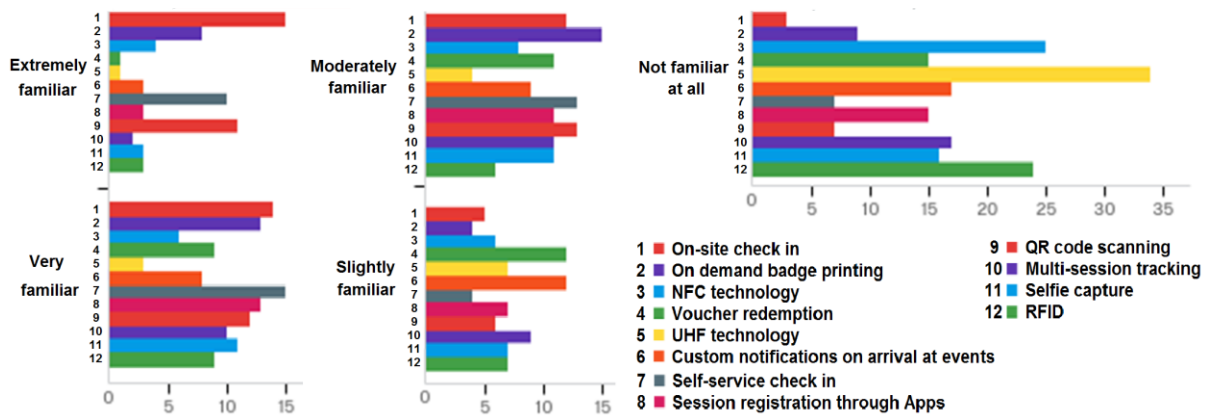 Extremely
familiar
1
2
3
4
5
6
7
8
9
10
11
12
Moderately
familiar
1
2
3
4
5
6
7
8
9
10
11
12
Not familiar
at all
1
2
3
4
5
6
7
8
9
10
11
12
0 5 10 15 20 25 30 35
Very
familiar
1
2
3
4
5
6
7
8
9
10
11
12
0 5 10 15
Slightly
familiar
1
2
3
4
5
6
7
8
9
10
11
12
0 5 10 15
1 On-site check in
2 On demand badge printing
3 NFC technology
4 Voucher redemption
5 UHF technology
6 Custom notifications on arrival at events
7 Self-service check in
8 Session registration through Apps
9 QR code scanning
10 Multi-session tracking
11 Selfie capture
12 RFID